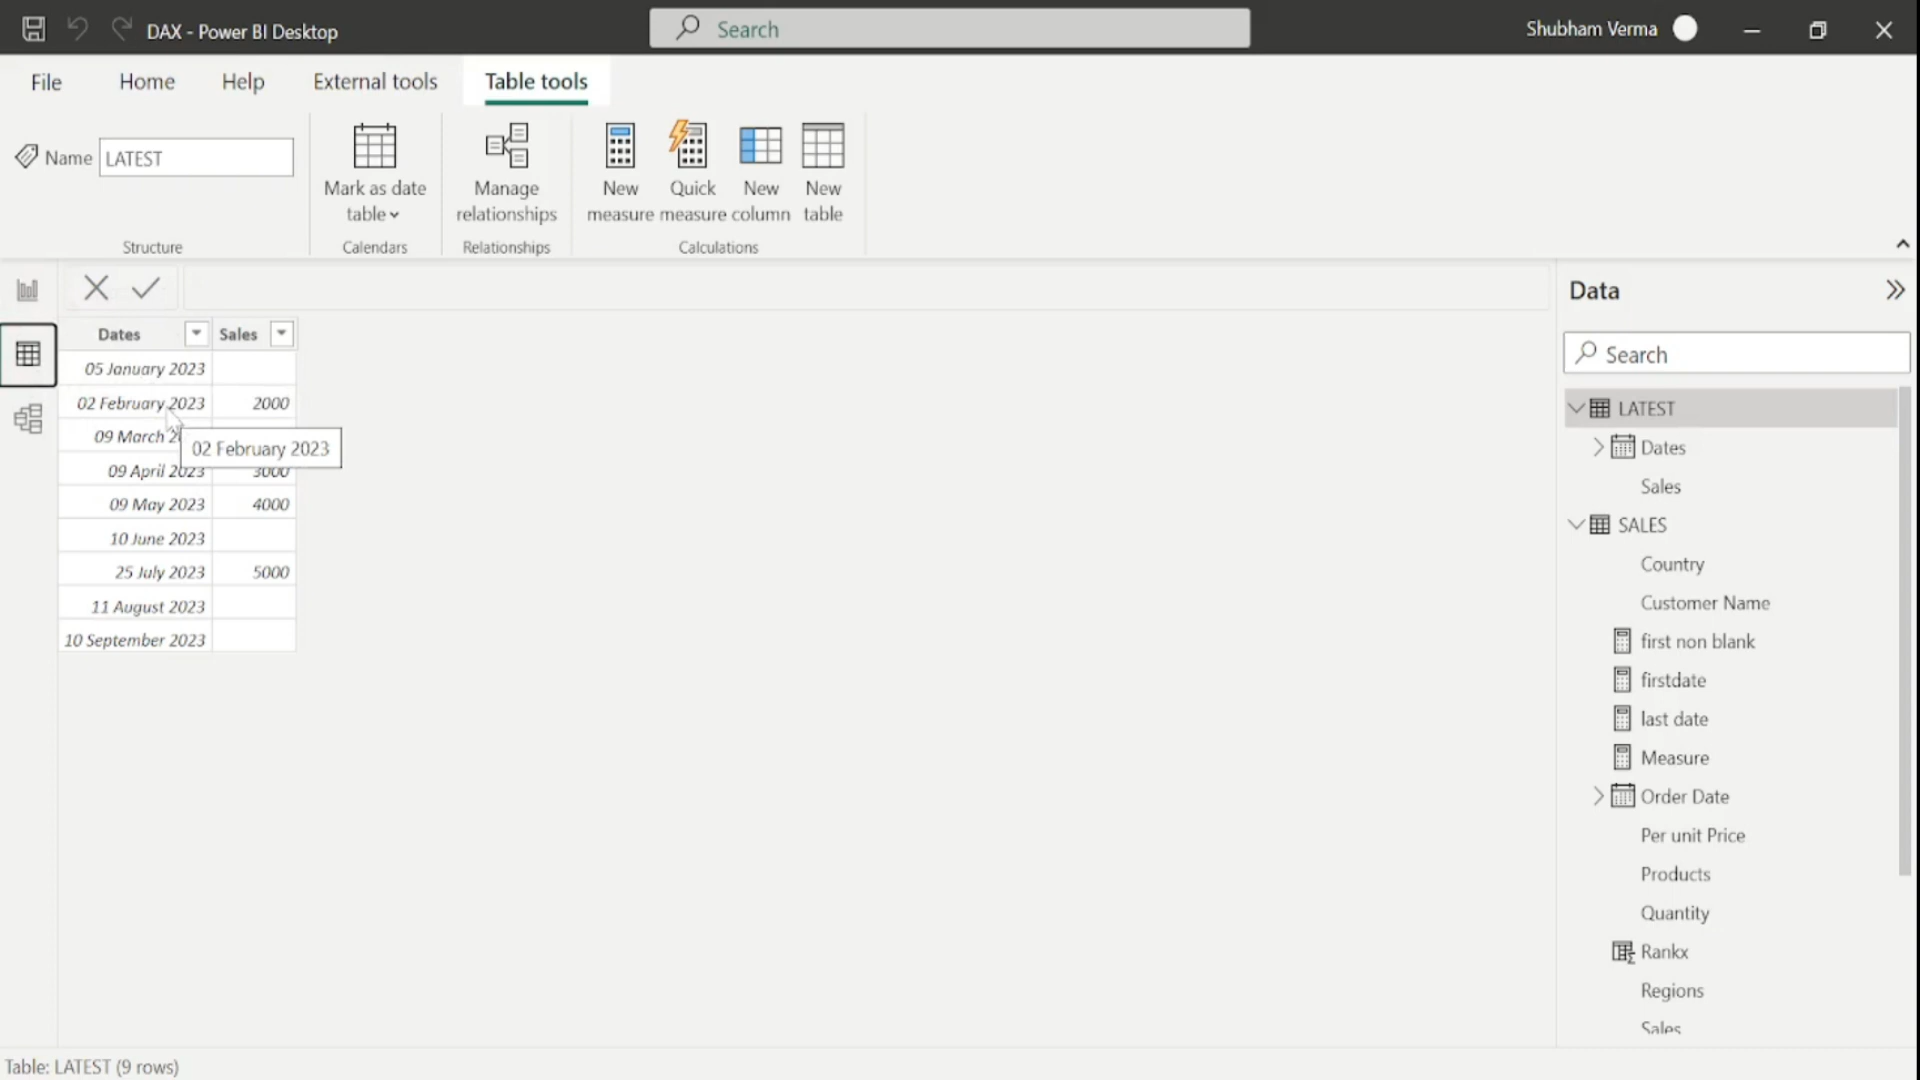 DAX - Power BI Desktop
Search
Shubham Verma
File
Home
Help
External tools
Table tools
Name
LATEST
Mark as date
table
Manage
relationships
New
measure
Quick
measure
New
column
New
table
Structure
Calendars
Relationships
Calculations
Dates
Sales
05 January 2023
02 February 2023
2000
09 March
02 February 2023
09 April 2023
3000
09 May 2023
4000
10 June 2023
25 July 2023
5000
11 August 2023
10 September 2023
Data
Search
LATEST
Dates
Sales
SALES
Country
Customer Name
first non blank
firstdate
last date
Measure
Order Date
Per unit Price
Products
Quantity
Rankx
Regions
Sales
Table: LATEST (9 rows)